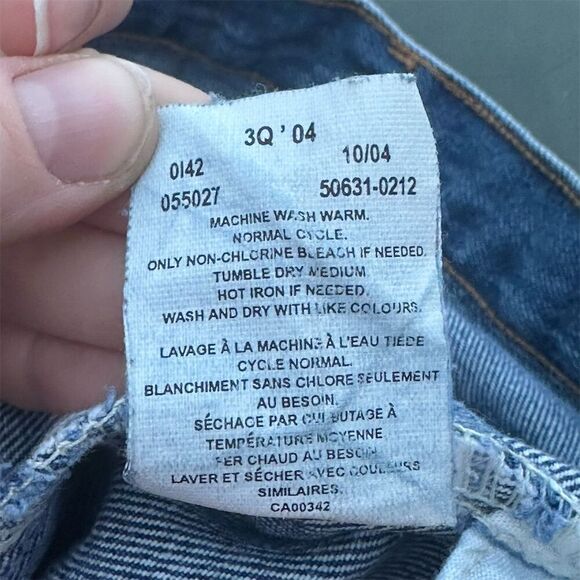 3Q ' 04
0142 10/04
055027 50631-0212
MACHINE WASH WARM.
NORMAL CYCLE.
ONLY NON-CHLORINE BLEACH IF NEEDED.
TUMBLE DRY MEDIUM
HOT IRON IF NEEDED.
WASH AND DRY WITH LIKE COLOURS.
LAVAGE À LA MACHINE À L'EAU TIEDE
CYCLE NORMAL.
BLANCHIMENT SANS CHLORE SEULEMENT
AU BESOIN.
SÉCHAGE PAR CULBUTAGE À
TEMPÉRATURE MOYENNE
FER CHAUD AU BESOIN
LAVER ET SÉCHER AVEC COULEURS
SIMILAIRES.
CA00342